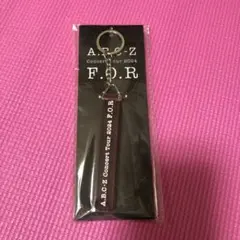 A.B.C-Z
Concert Tour 2024
F.O.R
A.B.C-Z Concert Tour 2024 F.O.R